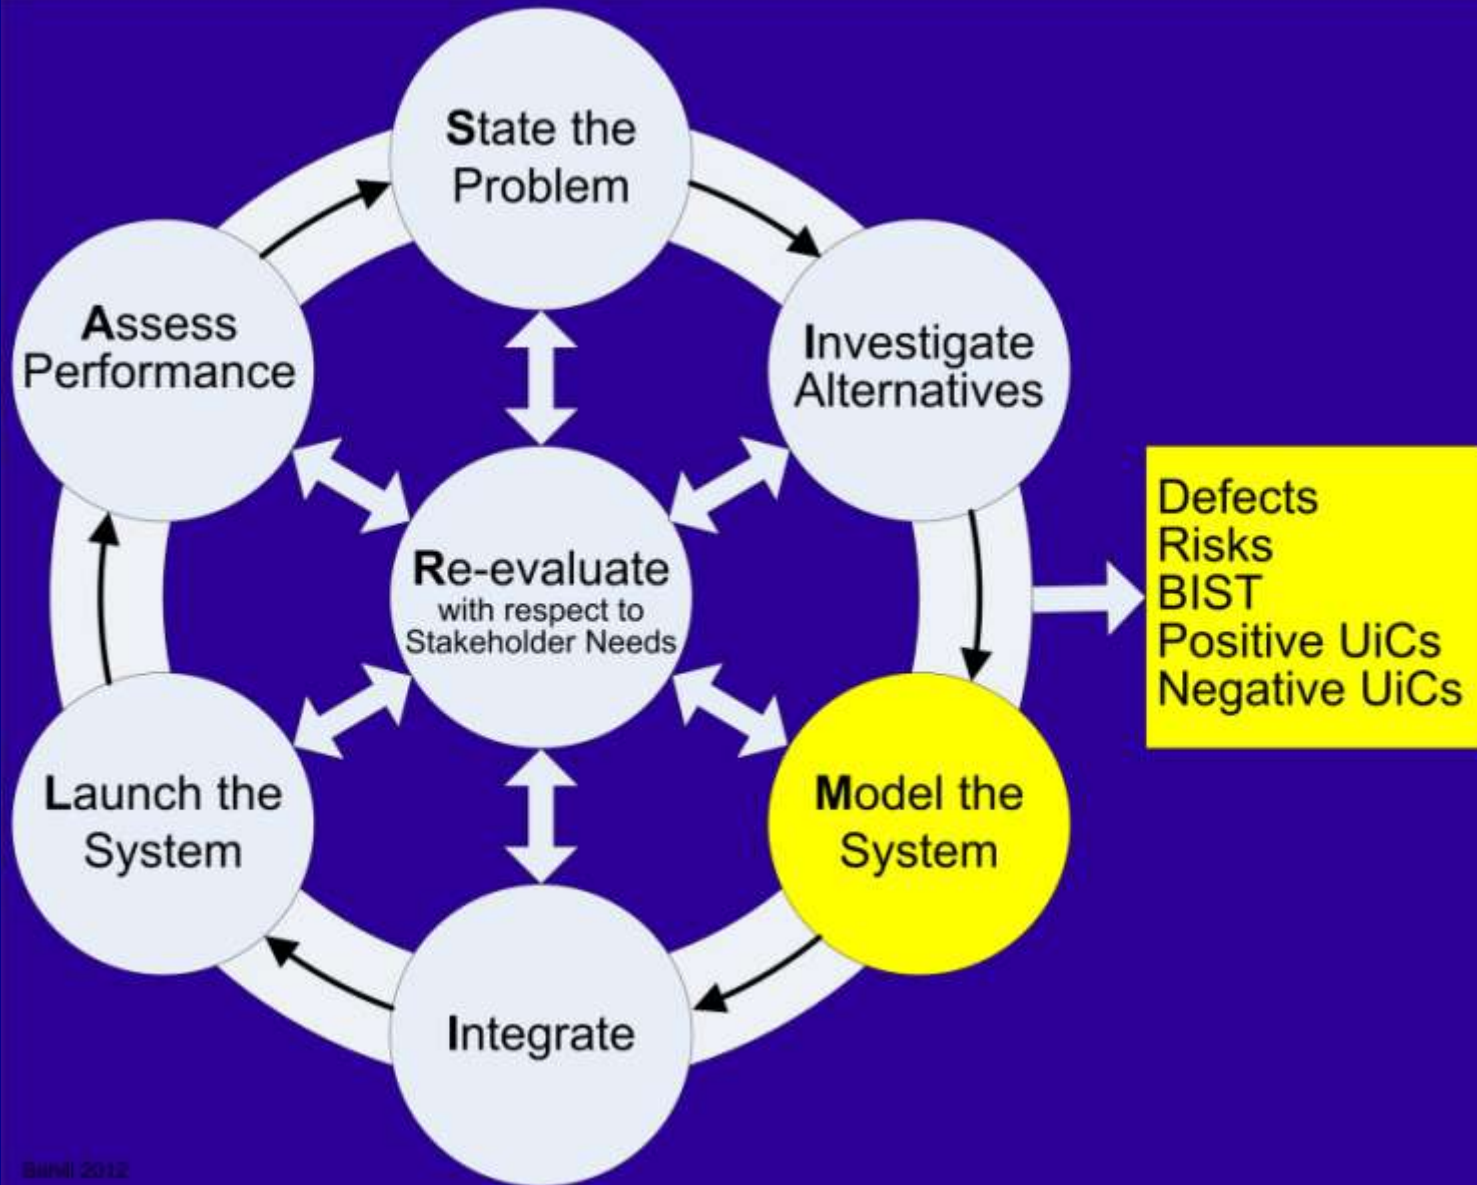 State the
Problem
Investigate
Alternatives
Model the
System
Integrate
Launch the
System
Assess
Performance
Re-evaluate
with respect to
Stakeholder Needs
Defects
Risks
BIST
Positive UiCs
Negative UiCs
2012